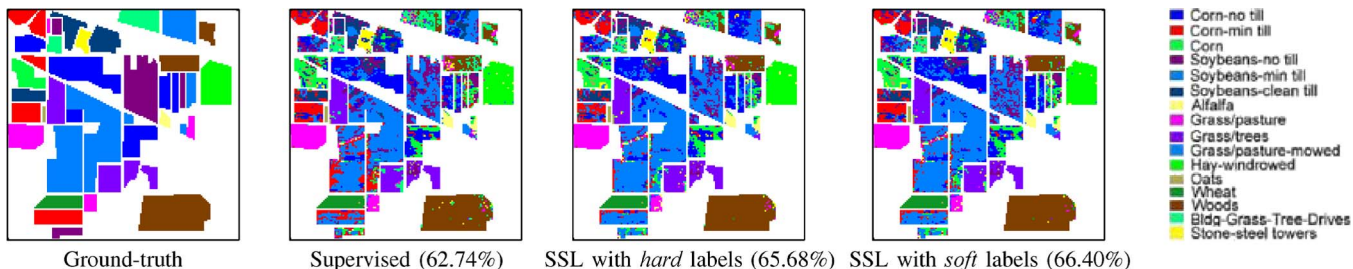 Corn-no till
Corn-min till
Corn
Soybeans-no till
Soybeans-min till
Soybeans-clean till
Alfalfa
Grass/pasture
Grass/trees
Grass/pasture-mowed
Hay-windrowed
Oats
Wheat
Woods
Bldg-Grass-Tree-Drives
Stone-steel towers
Ground-truth
Supervised (62.74%)
SSL with hard labels (65.68%)
SSL with soft labels (66.40%)